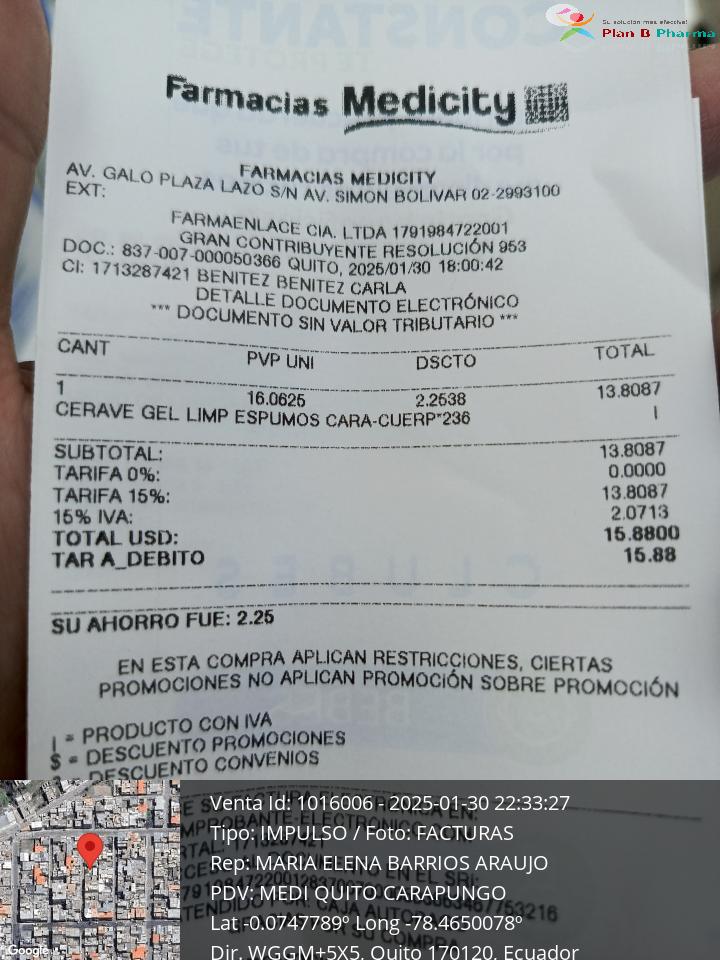 Su solución más efectiva!
Plan B Pharma
Farmacias Medicity
FARMACIAS MEDICITY
AV. GALO PLAZA LAZO S/N AV. SIMON BOLIVAR 02-2993100
EXT:
FARMAENLACE CIA. LTDA 1791984722001
GRAN CONTRIBUYENTE RESOLUCIÓN 953
DOC.: 837-007-000050366 QUITO, 2025/01/30 18:00:42
CI: 1713287421 BENITEZ BENITEZ CARLA
DETALLE DOCUMENTO ELECTRÓNICO
*** DOCUMENTO SIN VALOR TRIBUTARIO ***
CANT PVP UNI DSCTO TOTAL
1 16.0625 2.2538 13.8087
CERAVE GEL LIMP ESPUMOS CARA-CUERP*236 I
SUBTOTAL: 13.8087
TARIFA 0%: 0.0000
TARIFA 15%: 13.8087
15% IVA: 2.0713
TOTAL USD: 15.8800
TAR A_DEBITO 15.88
SU AHORRO FUE: 2.25
EN ESTA COMPRA APLICAN RESTRICCIONES, CIERTAS
PROMOCIONES NO APLICAN PROMOCIÓN SOBRE PROMOCIÓN
I = PRODUCTO CON IVA
$ = DESCUENTO PROMOCIONES
DESCUENTO CONVENIOS
Venta Id: 1016006 - 2025-01-30 22:33:27
Tipo: IMPULSO / Foto: FACTURAS
Rep: MARIA ELENA BARRIOS ARAUJO
PDV: MEDI QUITO CARAPUNGO
Lat -0.0747789º Long -78.4650078º
Dir. WGGM+5X5, Quito 170120, Ecuador
Google